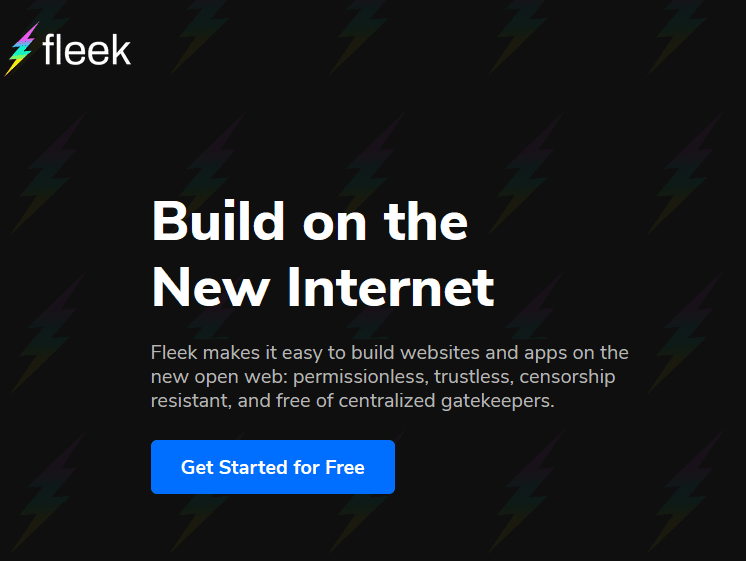 fleek
Build on the
New Internet
Fleek makes it easy to build websites and apps on the
new open web: permissionless, trustless, censorship
resistant, and free of centralized gatekeepers.
Get Started for Free